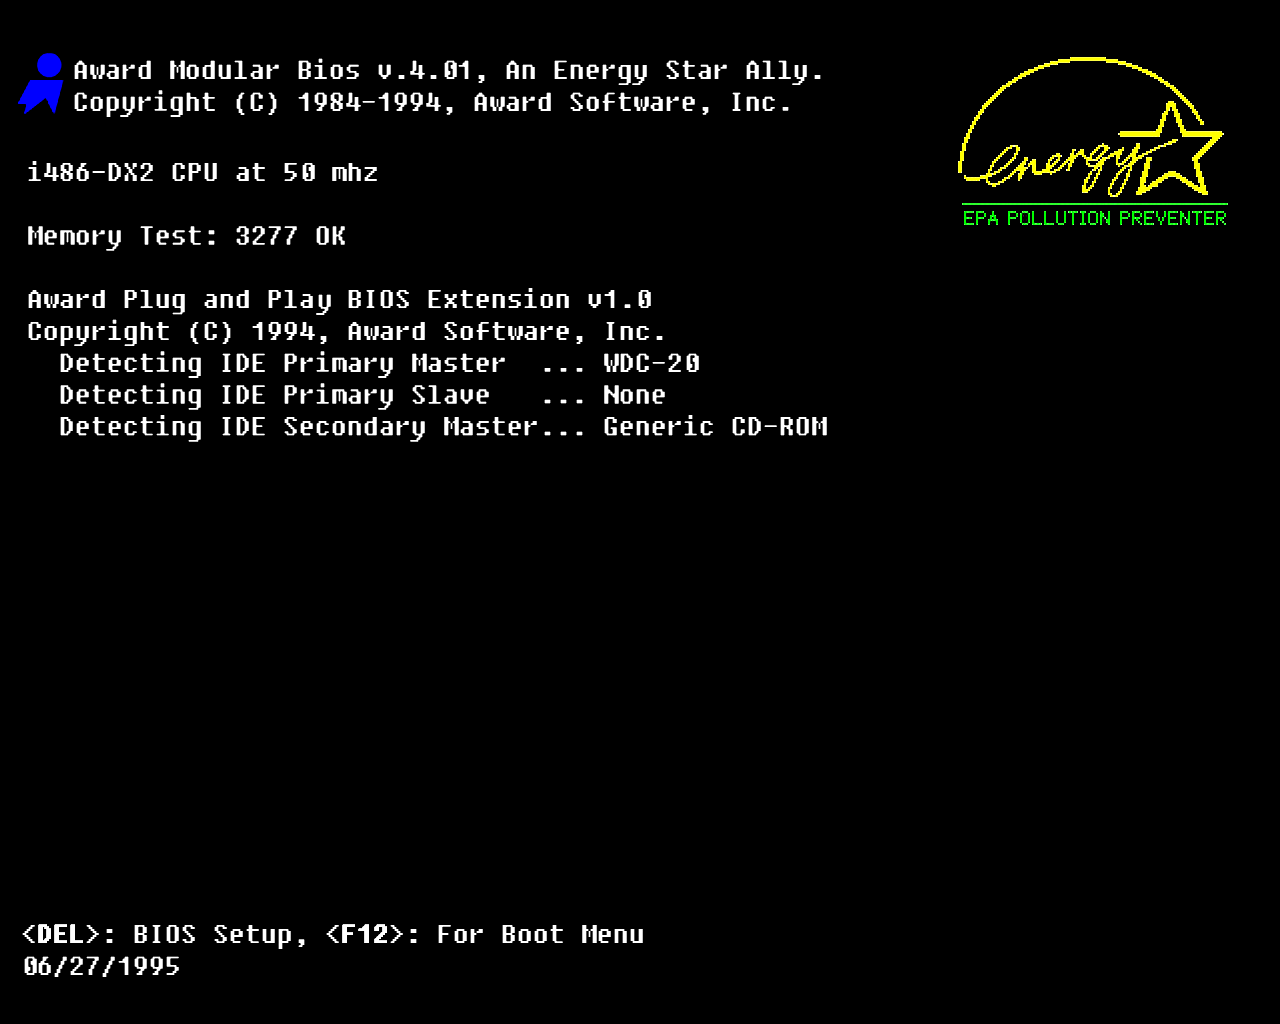 Award Modular Bios v.4.01, An Energy Star Ally.
Copyright (C) 1984-1994, Award Software, Inc.
energy
EPA POLLUTION PREVENTER
i486-DX2 CPU at 50 mhz
Memory Test: 3277 OK
Award Plug and Play BIOS Extension v1.0
Copyright (C) 1994, Award Software, Inc.
Detecting IDE Primary Master ... WDC-20
Detecting IDE Primary Slave ... None
Detecting IDE Secondary Master... Generic CD-ROM
<DEL>: BIOS Setup, <F12>: For Boot Menu
06/27/1995